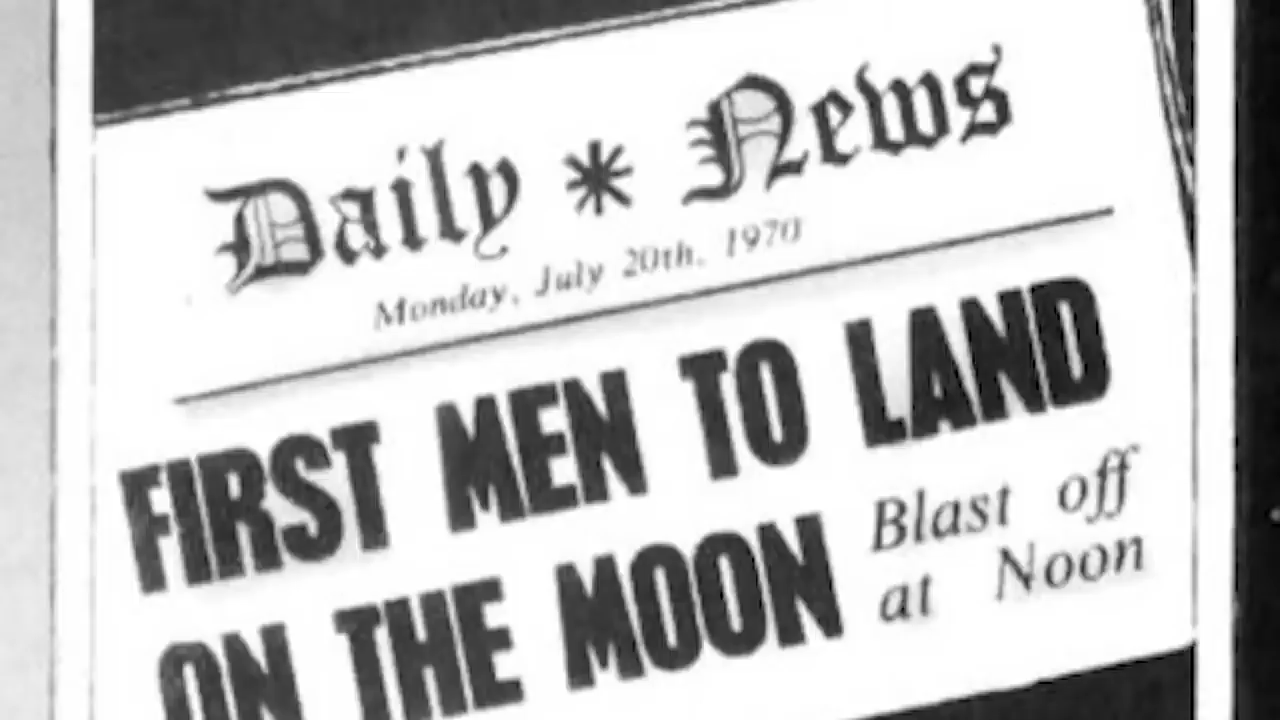 Daily * News
Monday, July 20th, 1970
FIRST MEN TO LAND
ON THE MOON
Blast off
at Noon